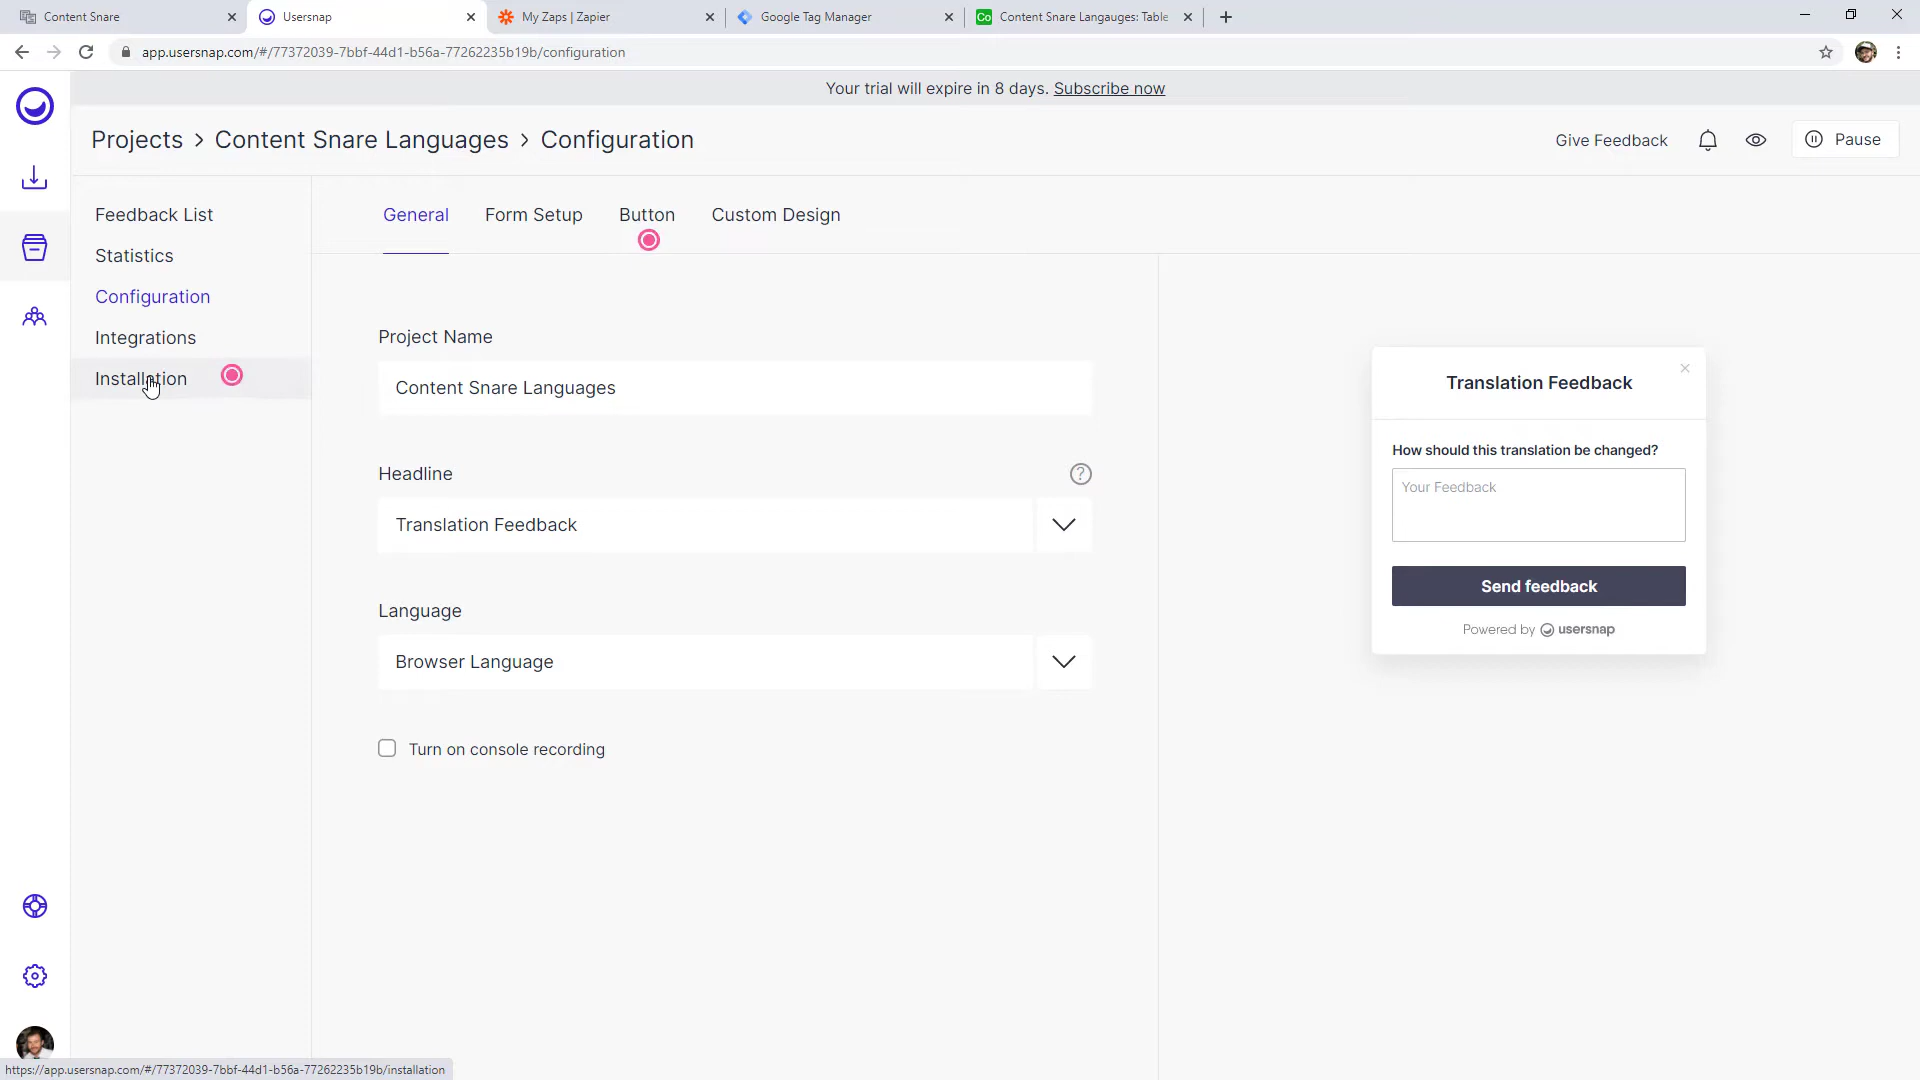 Content Snare
Usersnap
My Zaps | Zapier
Google Tag Manager
Co
Content Snare Langauges: Table
app.usersnap.com/#/77372039-7bbf-44d1-b56a-77262235b19b/configuration
Your trial will expire in 8 days. Subscribe now
Projects > Content Snare Languages > Configuration
Give Feedback
Pause
Feedback List
Statistics
Configuration
Integrations
Installation
General
Form Setup
Button
Custom Design
Project Name
Content Snare Languages
Headline
?
Translation Feedback
Language
Browser Language
Turn on console recording
Translation Feedback
How should this translation be changed?
Your Feedback
Send feedback
Powered by usersnap
https://app.usersnap.com/#/77372039-7bbf-44d1-b56a-77262235b19b/installation